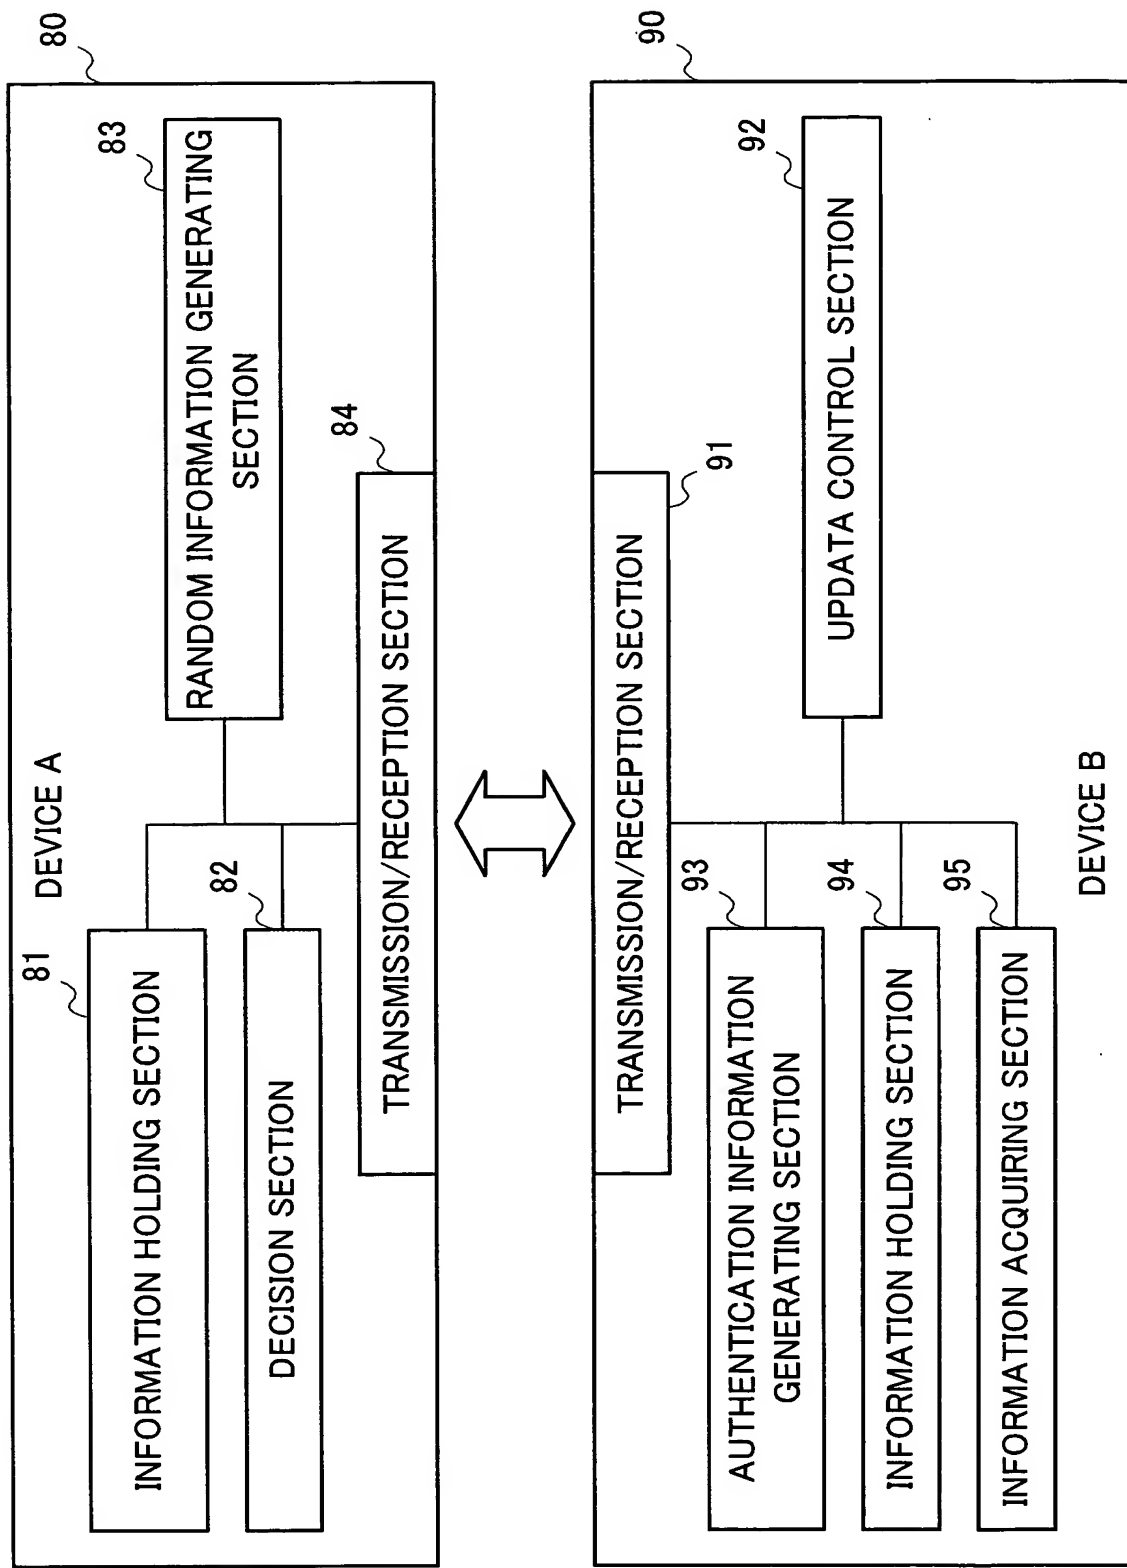 DEVICE A
80
81
INFORMATION HOLDING SECTION
82
DECISION SECTION
83
RANDOM INFORMATION GENERATING
SECTION
84
TRANSMISSION/RECEPTION SECTION
90
91
TRANSMISSION/RECEPTION SECTION
92
UPDATA CONTROL SECTION
93
AUTHENTICATION INFORMATION
GENERATING SECTION
94
INFORMATION HOLDING SECTION
95
INFORMATION ACQUIRING SECTION
DEVICE B